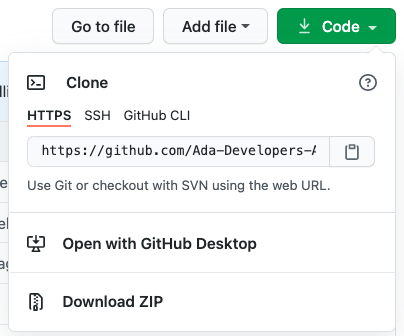 Go to file
Add file
Code
Clone
HTTPS
SSH
GitHub CLI
https://github.com/Ada-Developers-A
Use Git or checkout with SVN using the web URL.
Open with GitHub Desktop
Download ZIP